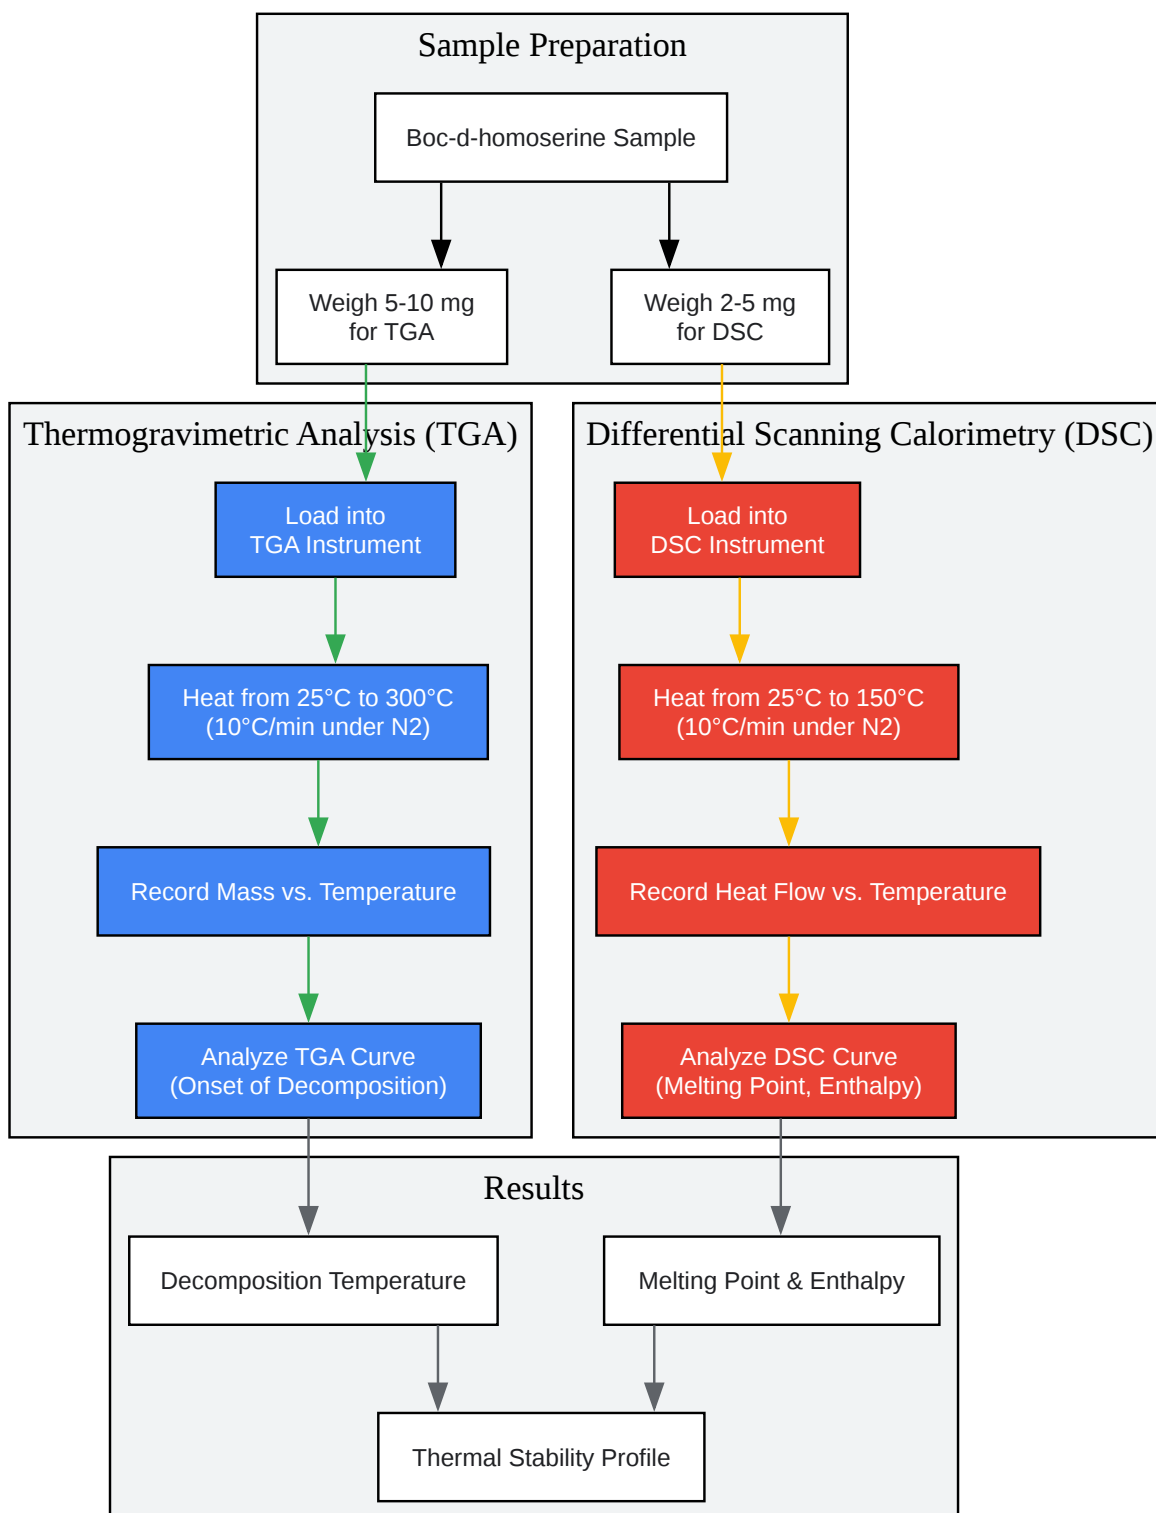 Sample Preparation
Boc-d-homoserine Sample
Weigh 5-10 mg
for TGA
Weigh 2-5 mg
for DSC
Thermogravimetric Analysis (TGA)
Load into
TGA Instrument
Heat from 25°C to 300°C
(10°C/min under N2)
Record Mass vs. Temperature
Analyze TGA Curve
(Onset of Decomposition)
Differential Scanning Calorimetry (DSC)
Load into
DSC Instrument
Heat from 25°C to 150°C
(10°C/min under N2)
Record Heat Flow vs. Temperature
Analyze DSC Curve
(Melting Point, Enthalpy)
Results
Decomposition Temperature
Melting Point & Enthalpy
Thermal Stability Profile